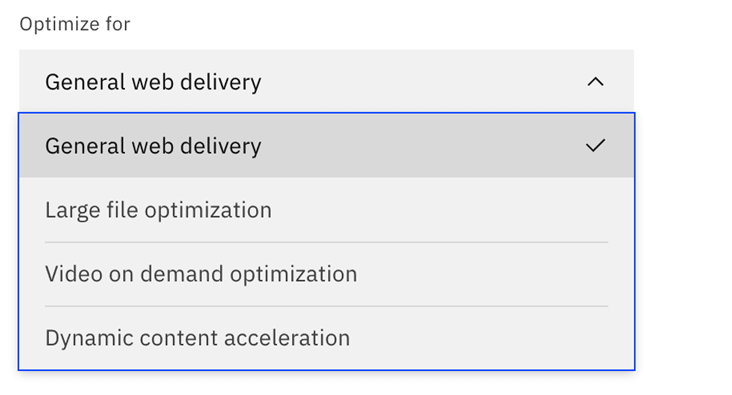 Optimize for
General web delivery
General web delivery
Large file optimization
Video on demand optimization
Dynamic content acceleration